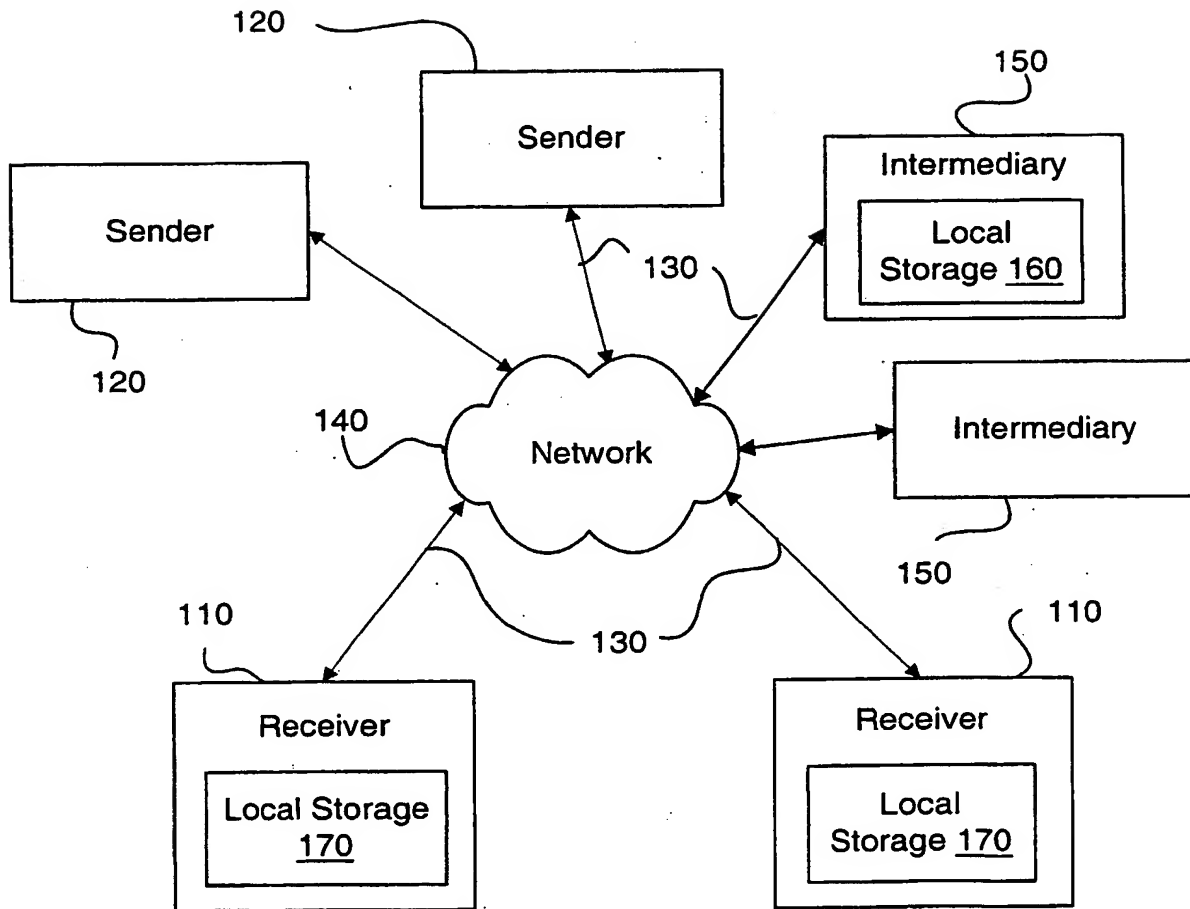 120
150
Sender
Intermediary
Local
Storage 160
Sender
130
120
140
Network
Intermediary
150
110
130
110
Receiver
Local Storage
170
Receiver
Local
Storage 170